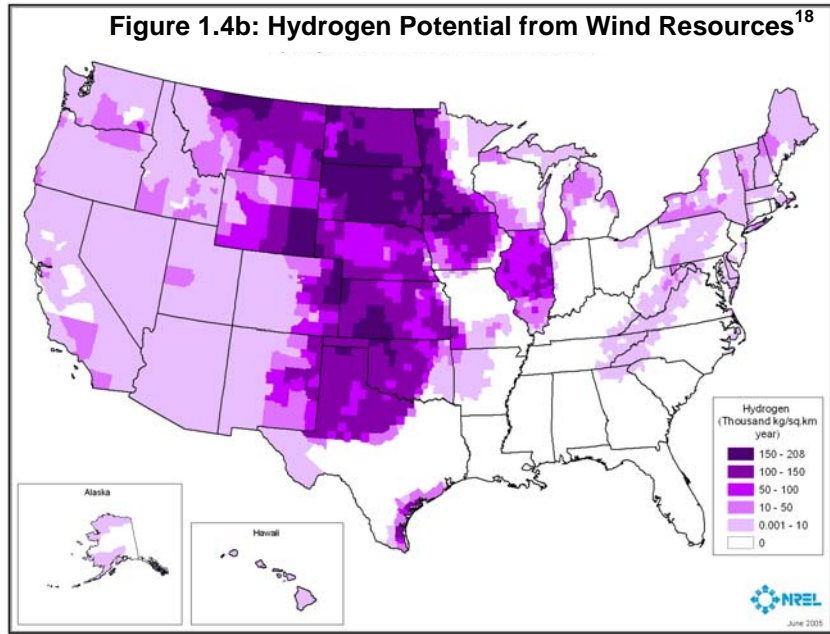 Figure 1.4b: Hydrogen Potential from Wind Resources18
Hydrogen
(Thousand kg/sq.km
year)
150 - 208
100 - 150
50 - 100
10 - 50
0.001 - 10
0
Alaska
Hawaii
NREL
June 2005